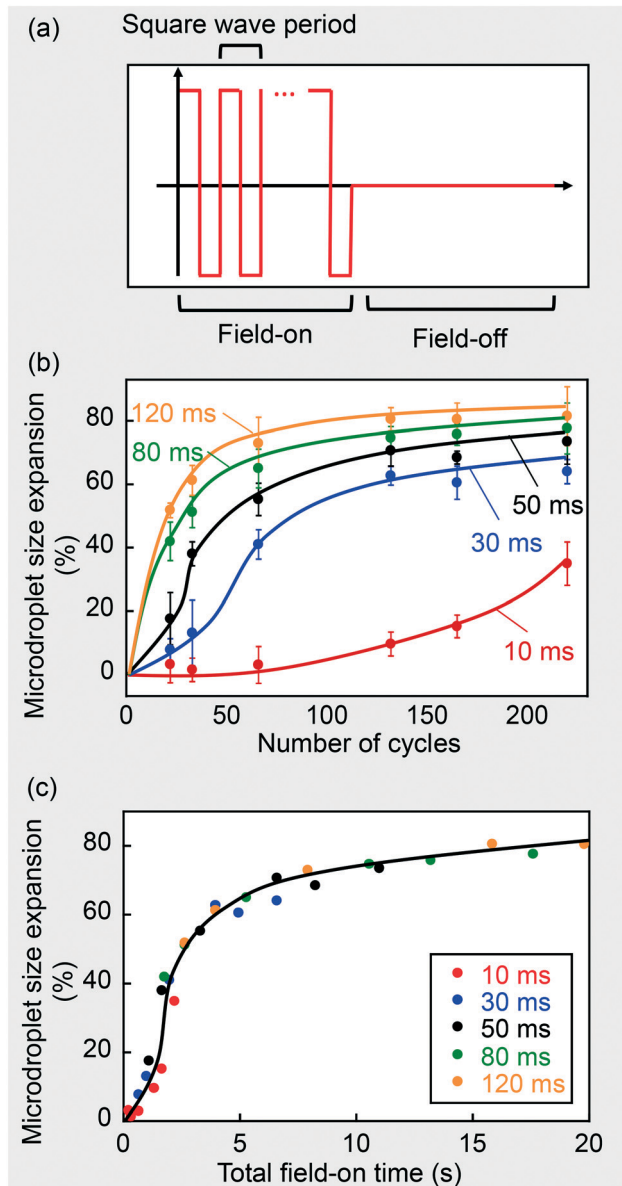 (a)
Square wave period
...
Field-on
Field-off
(b)
Microdroplet size expansion
(%)
80
60
40
20
0
120 ms
80 ms
50 ms
30 ms
10 ms
0
50
100
150
200
Number of cycles
(c)
Microdroplet size expansion
(%)
80
60
40
20
0
10 ms
30 ms
50 ms
80 ms
120 ms
0
5
10
15
20
Total field-on time (s)